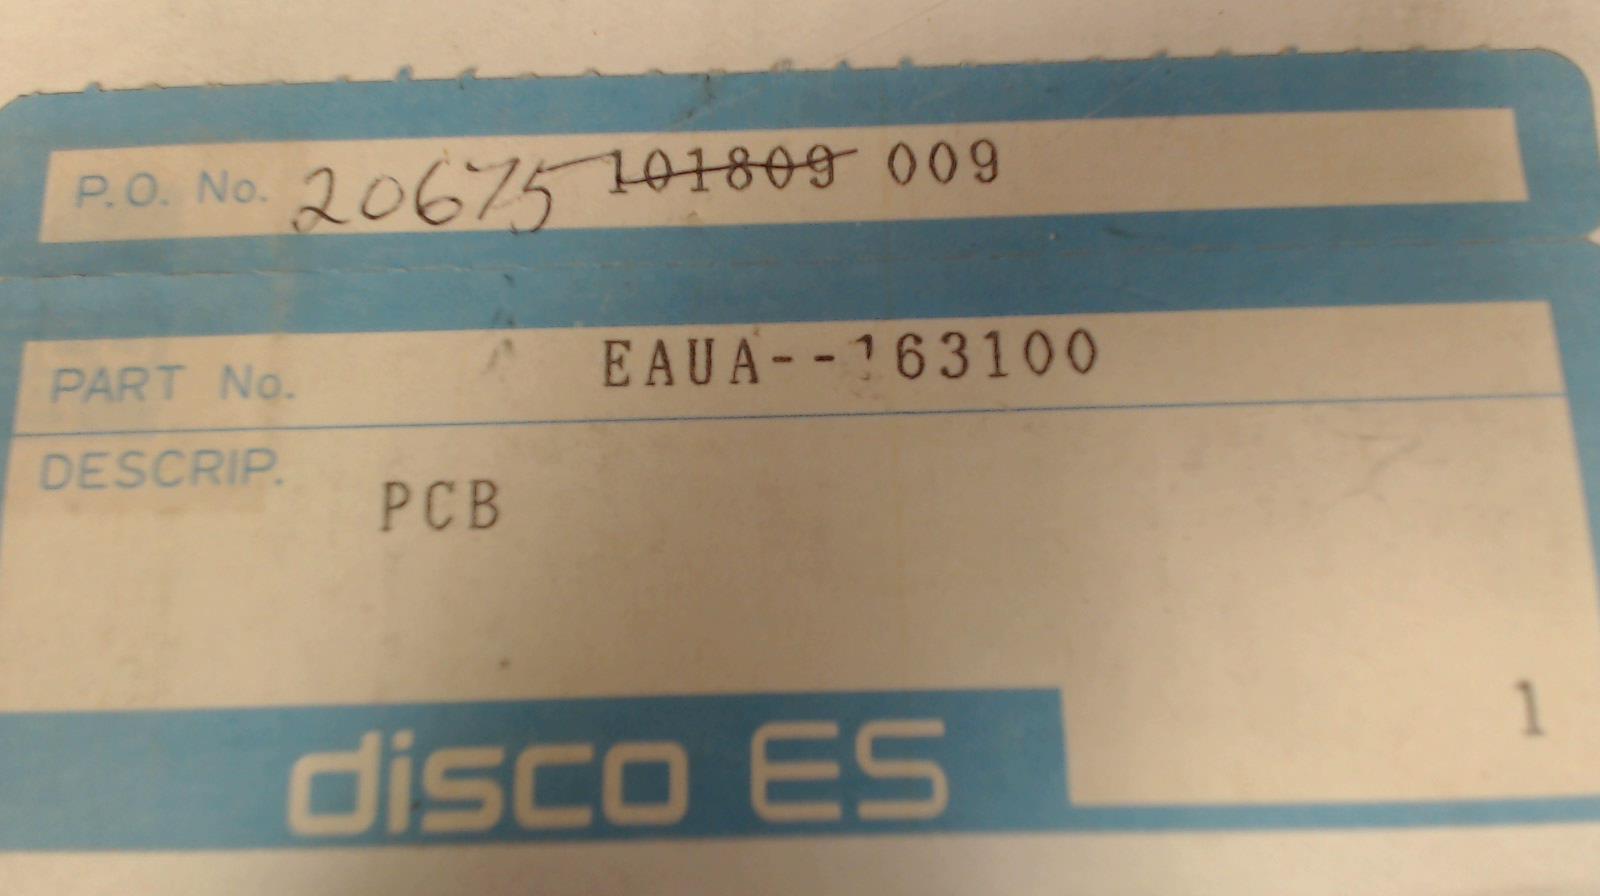 P.O. No. 20675 101809 009
PART No. EAUA--163100
DESCRIP.
PCB
1
disco ES